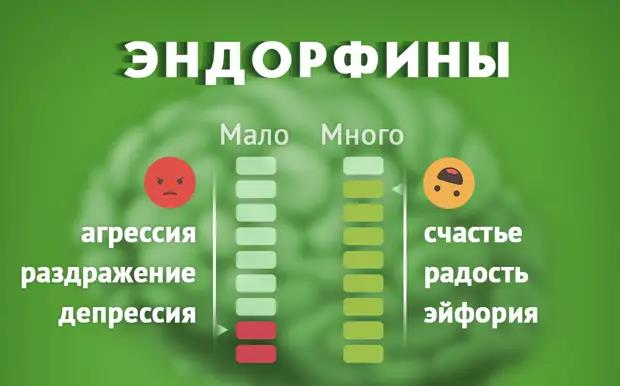 ЭНДОРФИНЫ
Мало Много
агрессия
раздражение
депрессия
счастье
радость
эйфория